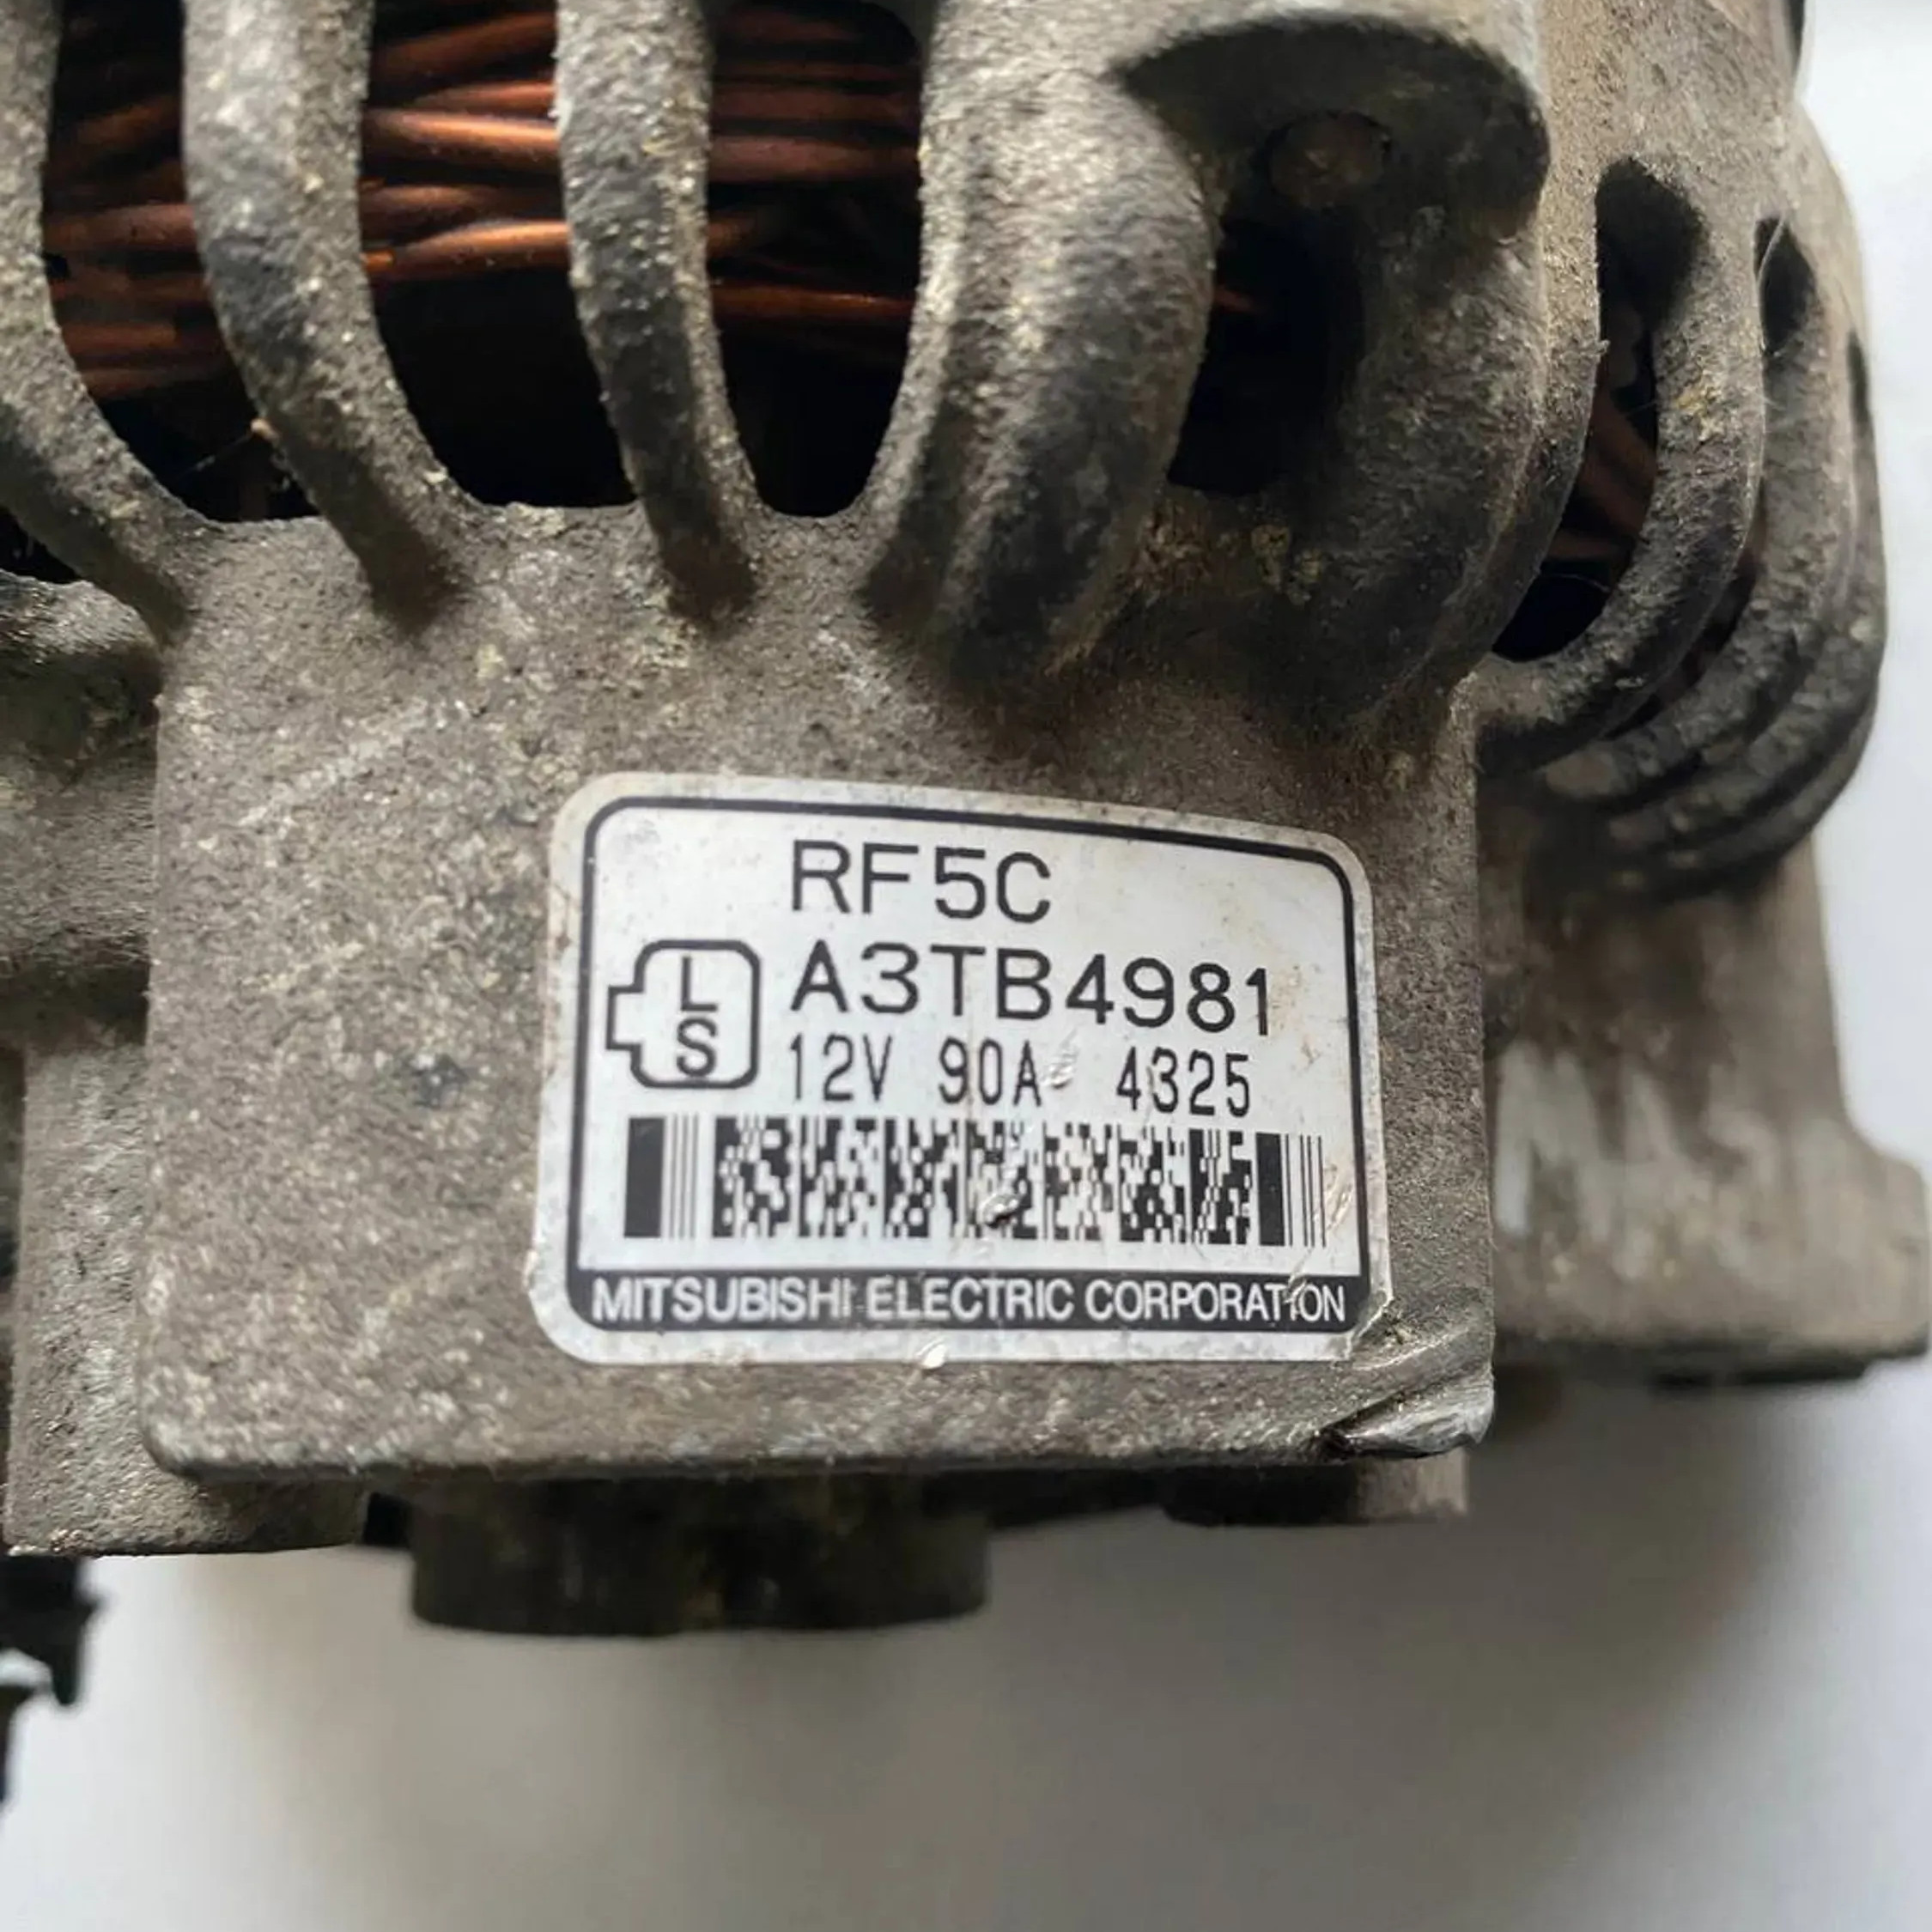 RF5C
L
S
A3TB4981
12V 90A 4325
MITSUBISHI ELECTRIC CORPORATION